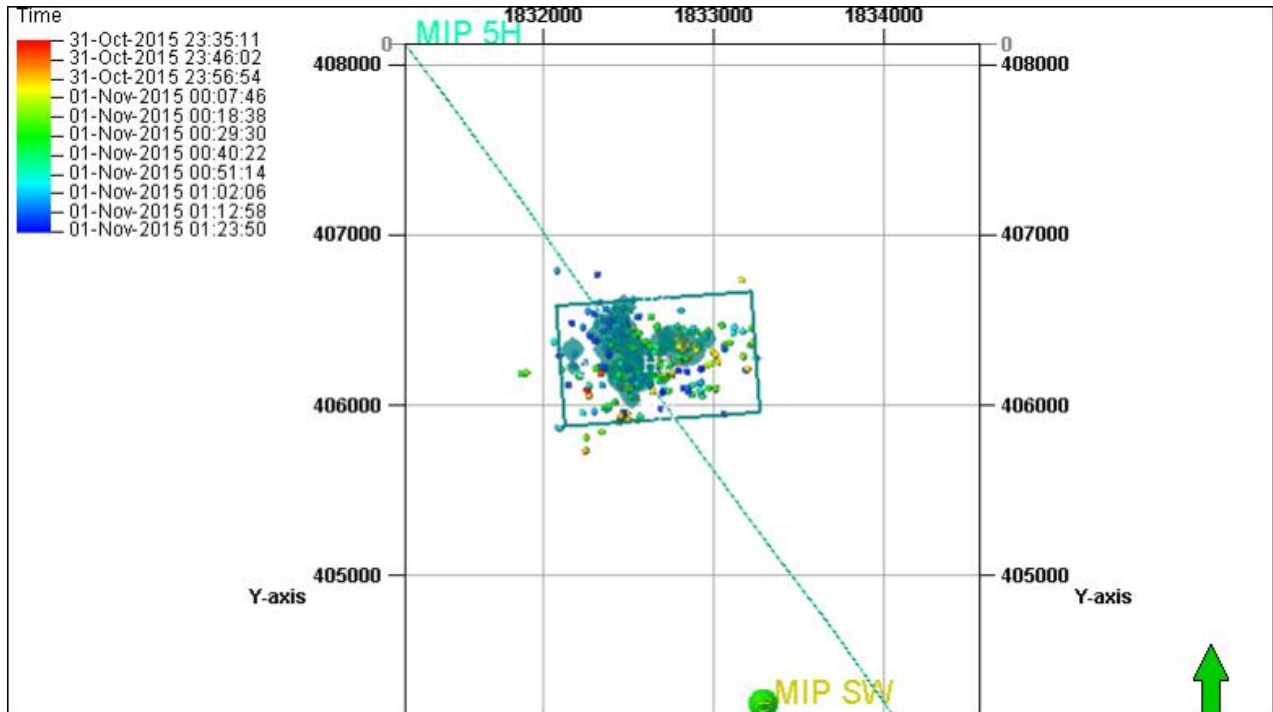 Time
31-Oct-2015 23:35:11
31-Oct-2015 23:46:02
31-Oct-2015 23:56:54
01-Nov-2015 00:07:46
01-Nov-2015 00:18:38
01-Nov-2015 00:29:30
01-Nov-2015 00:40:22
01-Nov-2015 00:51:14
01-Nov-2015 01:02:06
01-Nov-2015 01:12:58
01-Nov-2015 01:23:50
1832000 1833000 1834000
MIP 5H
0 0
408000 408000
407000 407000
406000 406000
405000 405000
Y-axis Y-axis
MIP SW